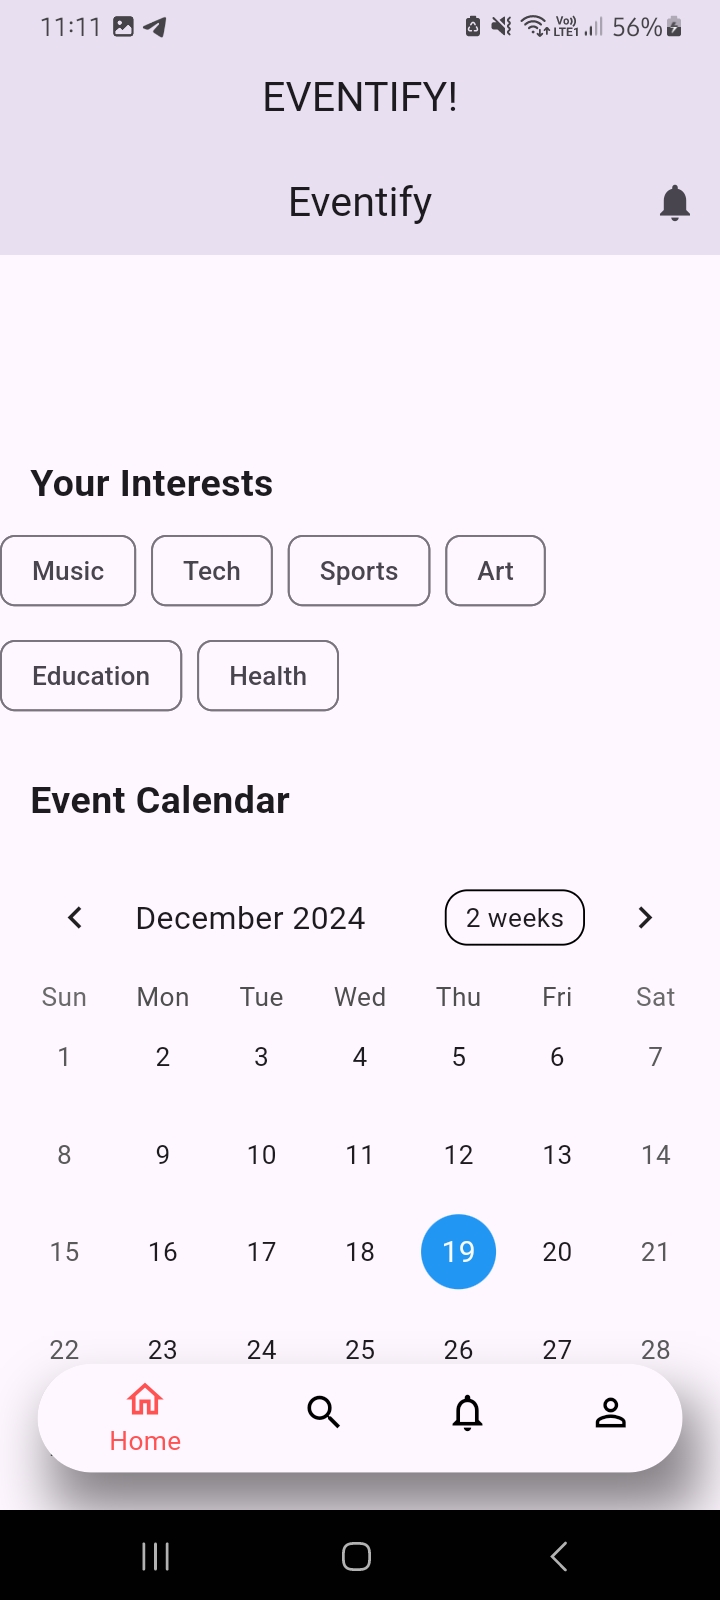 11:11 Vo)) LTE1 56%
EVENTIFY!
Eventify
Your Interests
Music Tech Sports Art
Education Health
Event Calendar
December 2024 2 weeks
Sun Mon Tue Wed Thu Fri Sat
1 2 3 4 5 6 7
8 9 10 11 12 13 14
15 16 17 18 19 20 21
22 23 24 25 26 27 28
Home